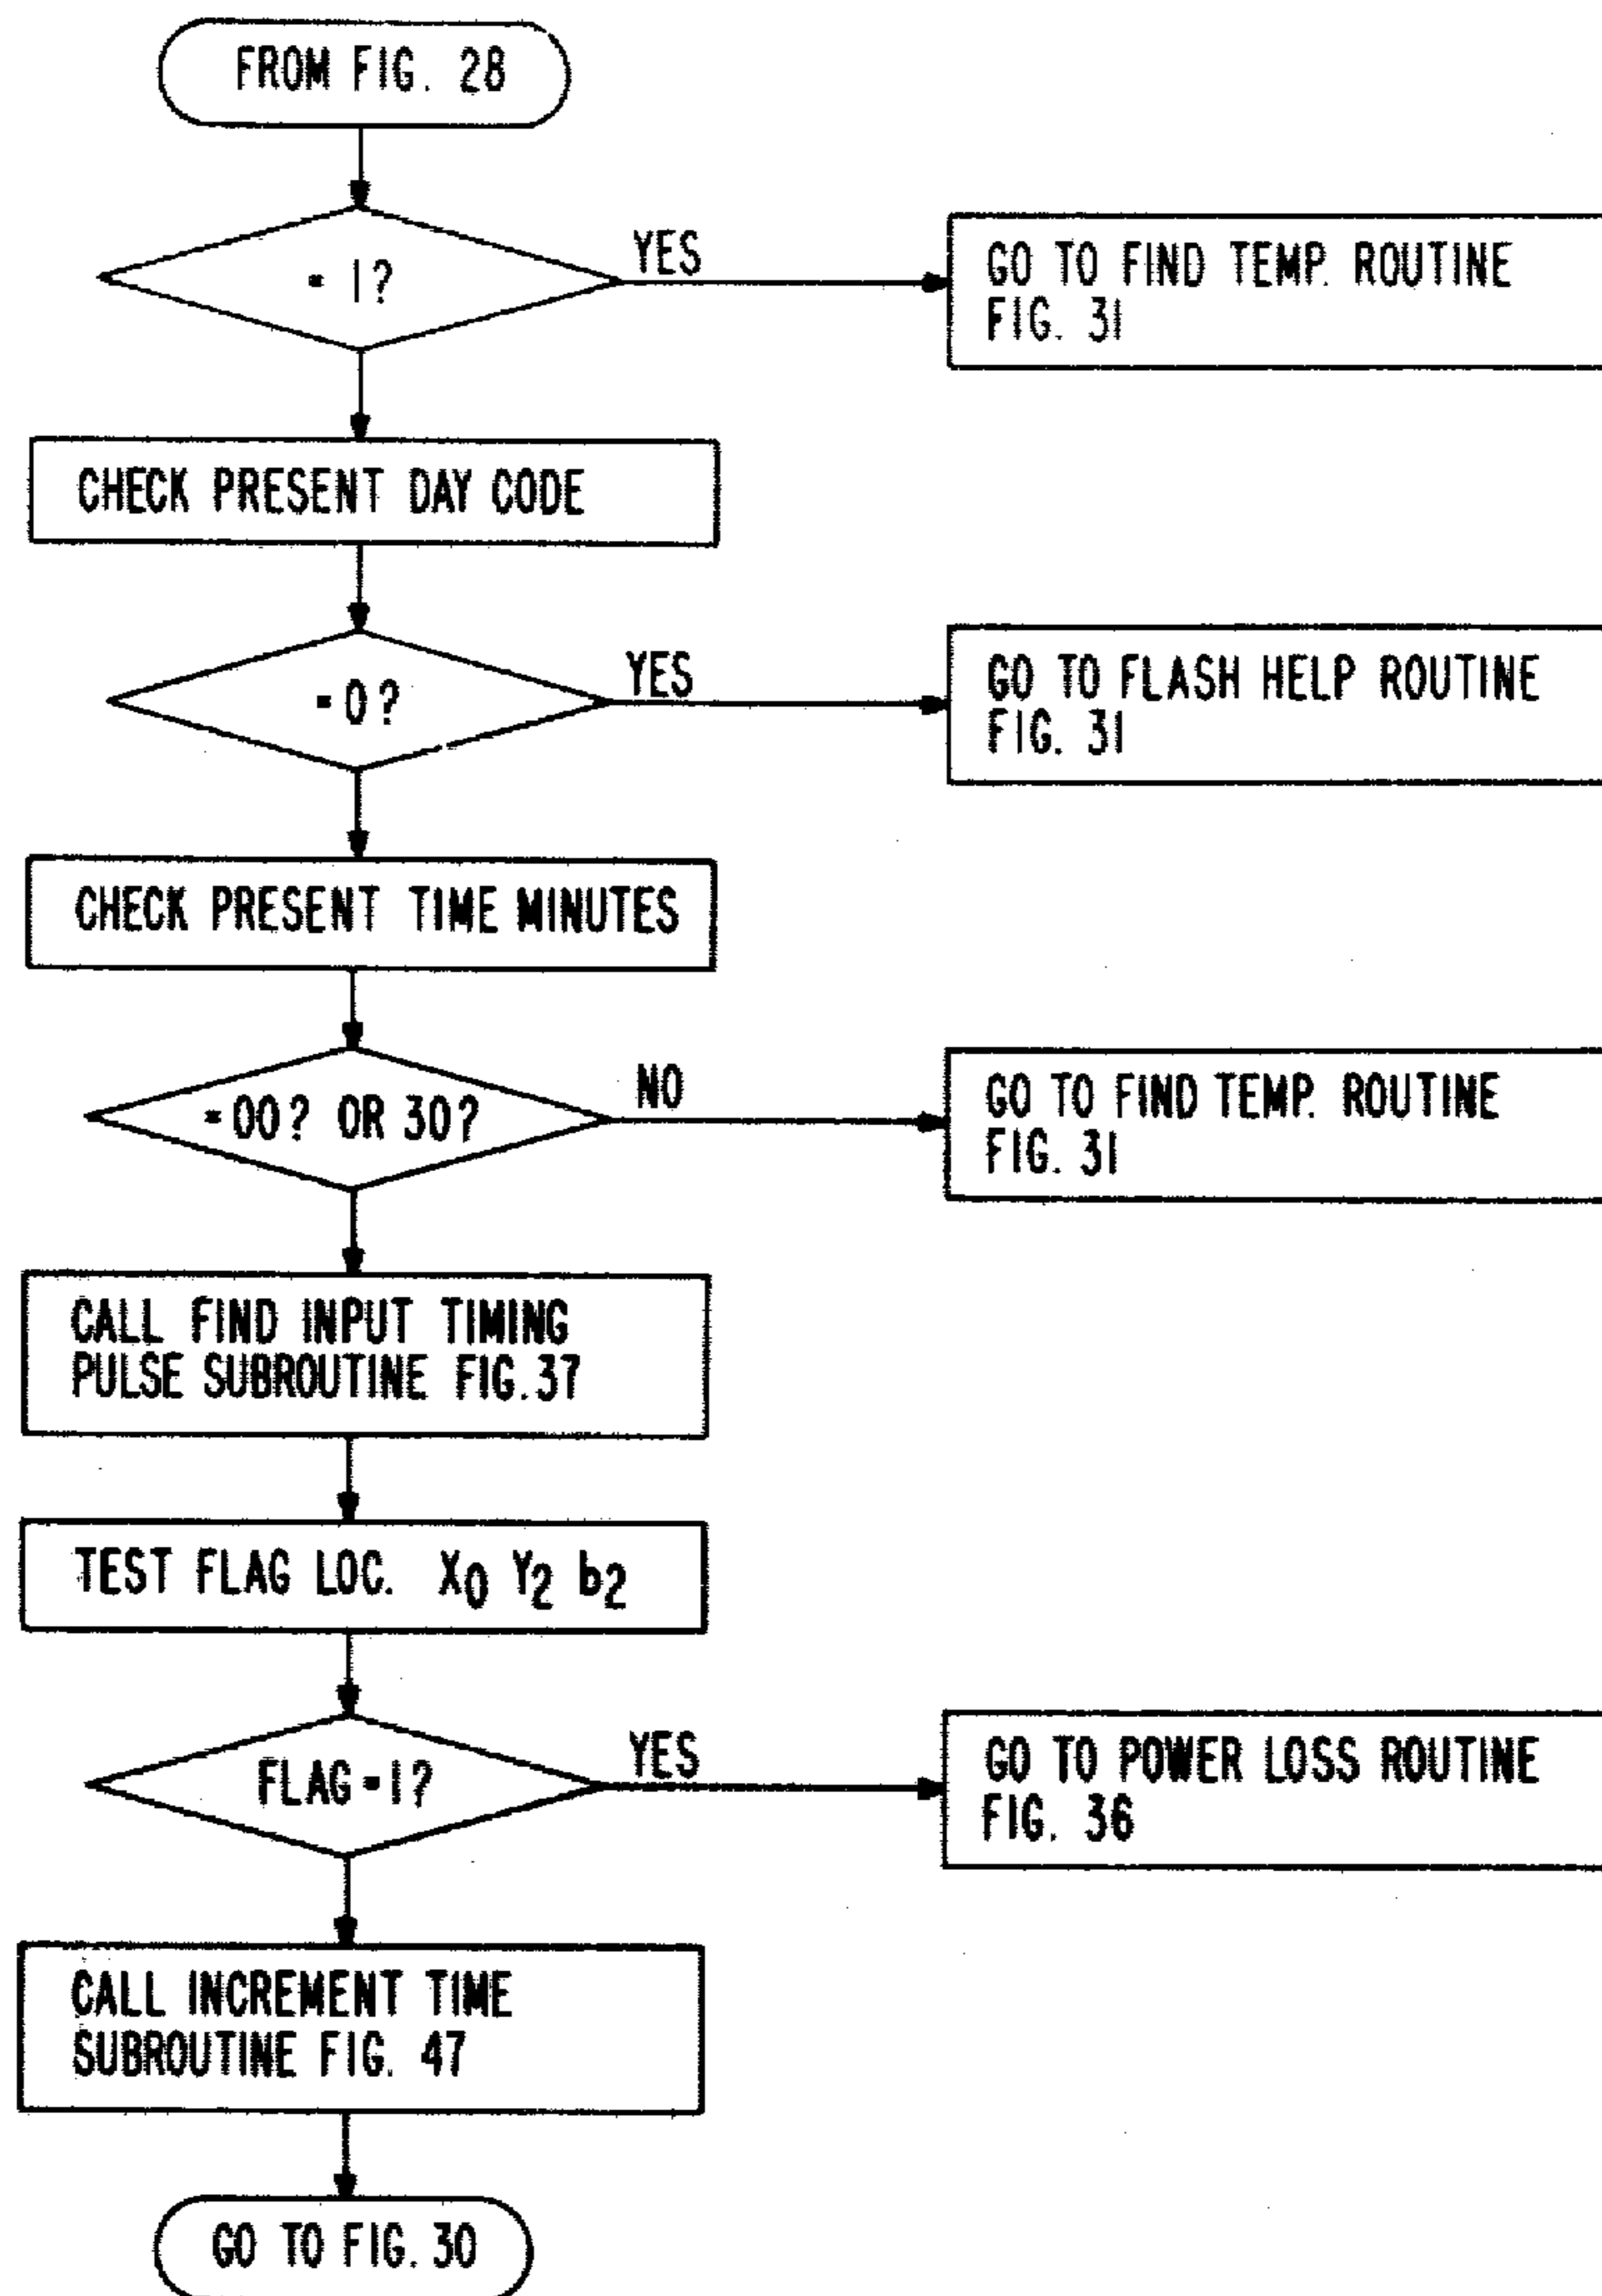 FROM FIG. 28
= 1?
YES
GO TO FIND TEMP. ROUTINE
FIG. 31
CHECK PRESENT DAY CODE
= 0?
YES
GO TO FLASH HELP ROUTINE
FIG. 31
CHECK PRESENT TIME MINUTES
= 00? OR 30?
NO
GO TO FIND TEMP. ROUTINE
FIG. 31
CALL FIND INPUT TIMING
PULSE SUBROUTINE FIG. 37
TEST FLAG LOC. X0 Y2 b2
FLAG = 1?
YES
GO TO POWER LOSS ROUTINE
FIG. 36
CALL INCREMENT TIME
SUBROUTINE FIG. 47
GO TO FIG. 30